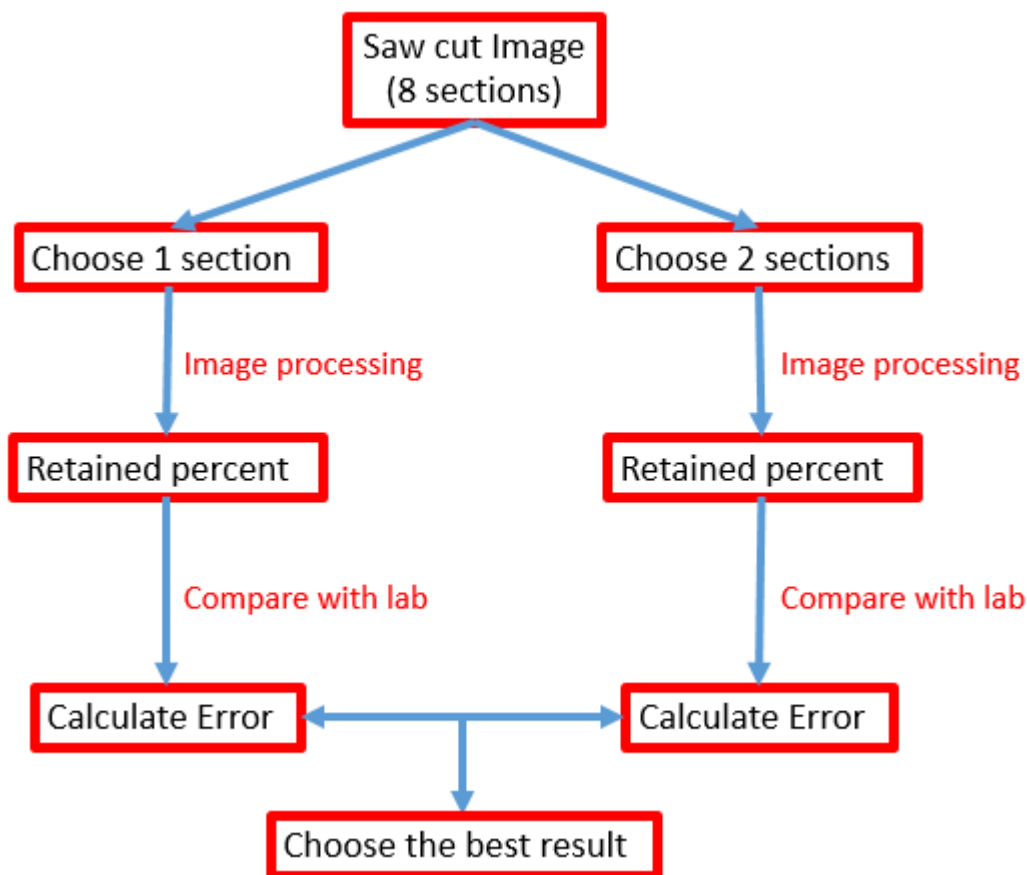 Saw cut Image
(8 sections)
Choose 1 section
Choose 2 sections
Image processing
Image processing
Retained percent
Retained percent
Compare with lab
Compare with lab
Calculate Error
Calculate Error
Choose the best result